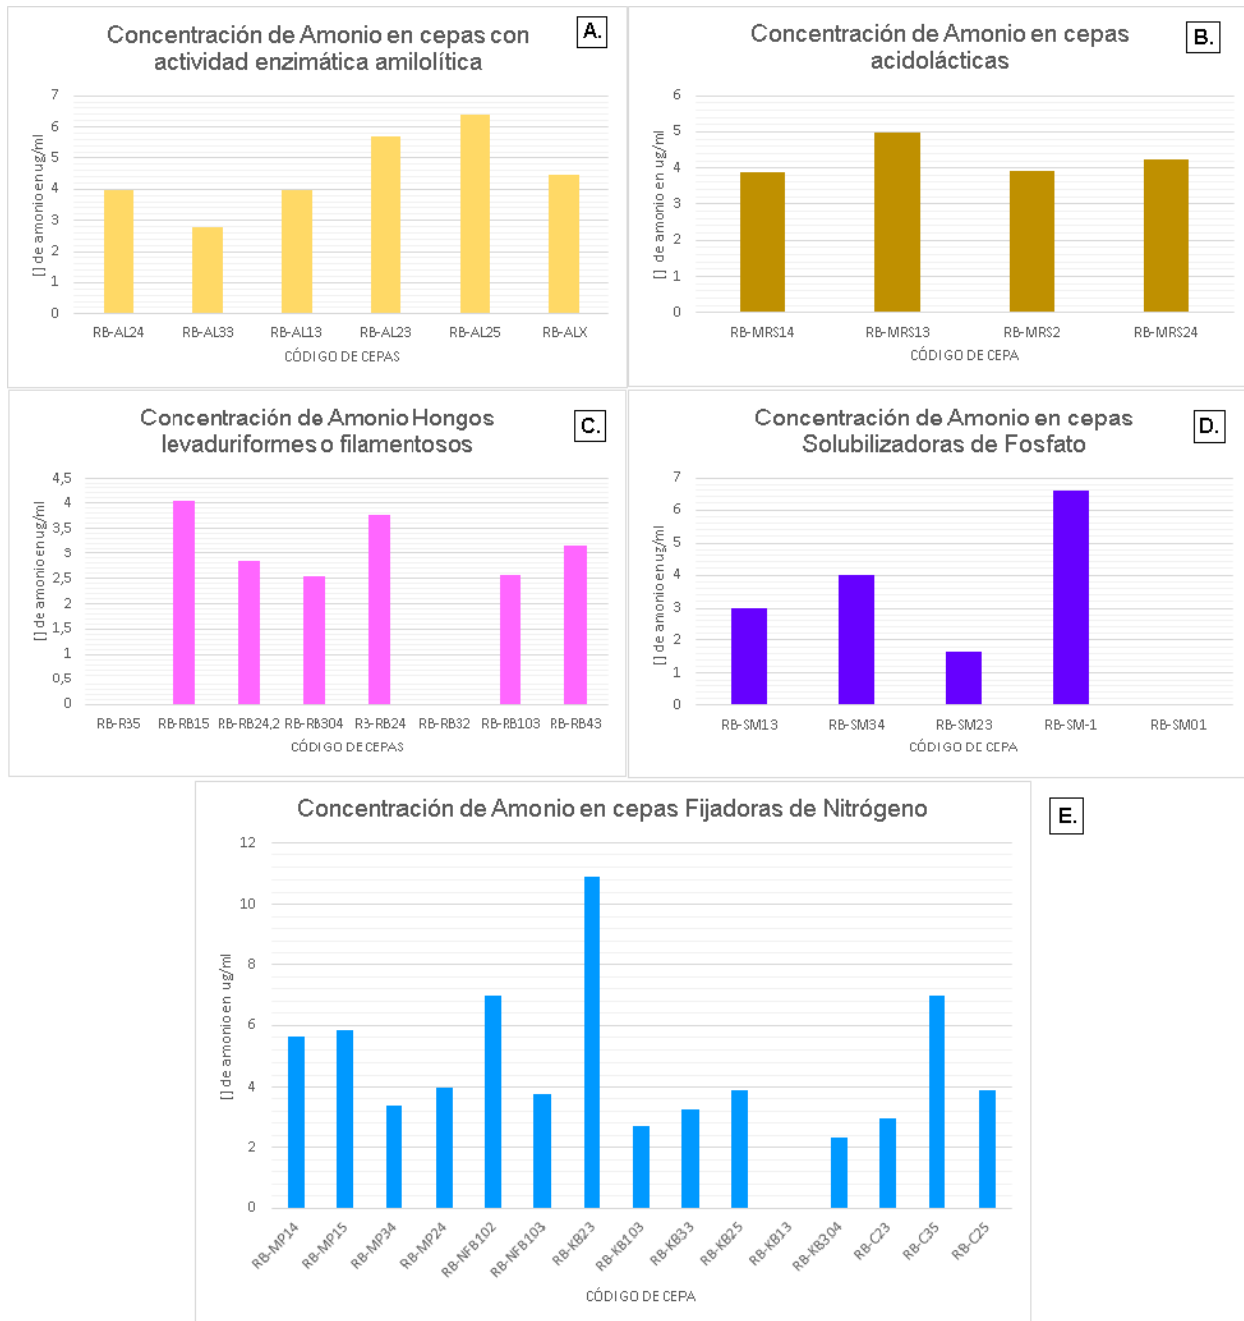 Concentración de Amonio en cepas con
actividad enzimática amilolítica
A.
7
6
5
4
3
2
1
0
[] de amonio en ug/ml
RB-AL24 RB-AL33 RB-AL13 RB-AL23 RB-AL25 RB-ALX
CÓDIGO DE CEPAS
Concentración de Amonio en cepas
acidolácticas
B.
6
5
4
3
2
1
0
[] de amonio en ug/ml
RB-MRS14 RB-MRS13 RB-MRS2 RB-MRS24
CÓDIGO DE CEPA
Concentración de Amonio Hongos
levaduriformes o filamentosos
C.
4,5
4
3,5
3
2,5
2
1,5
1
0,5
0
[] de amonio en ug/ml
RB-R35 RB-RB15 RB-RB24,2 RB-RB304 RB-RB24 RB-RB32 RB-RB103 RB-RB43
CÓDIGO DE CEPAS
Concentración de Amonio en cepas
Solubilizadoras de Fosfato
D.
7
6
5
4
3
2
1
0
[] de amonio en ug/ml
RB-SM13 RB-SM34 RB-SM23 RB-SM-1 RB-SM01
CÓDIGO DE CEPA
Concentración de Amonio en cepas Fijadoras de Nitrógeno
E.
12
10
8
6
4
2
0
[] de amonio en ug/ml
RB-MP14 RB-MP15 RB-MP34 RB-MP24 RB-NFB102 RB-NFB103 RB-KB23 RB-KB103 RB-KB33 RB-KB25 RB-KB13 RB-KB304 RB-C23 RB-C35 RB-C25
CÓDIGO DE CEPA